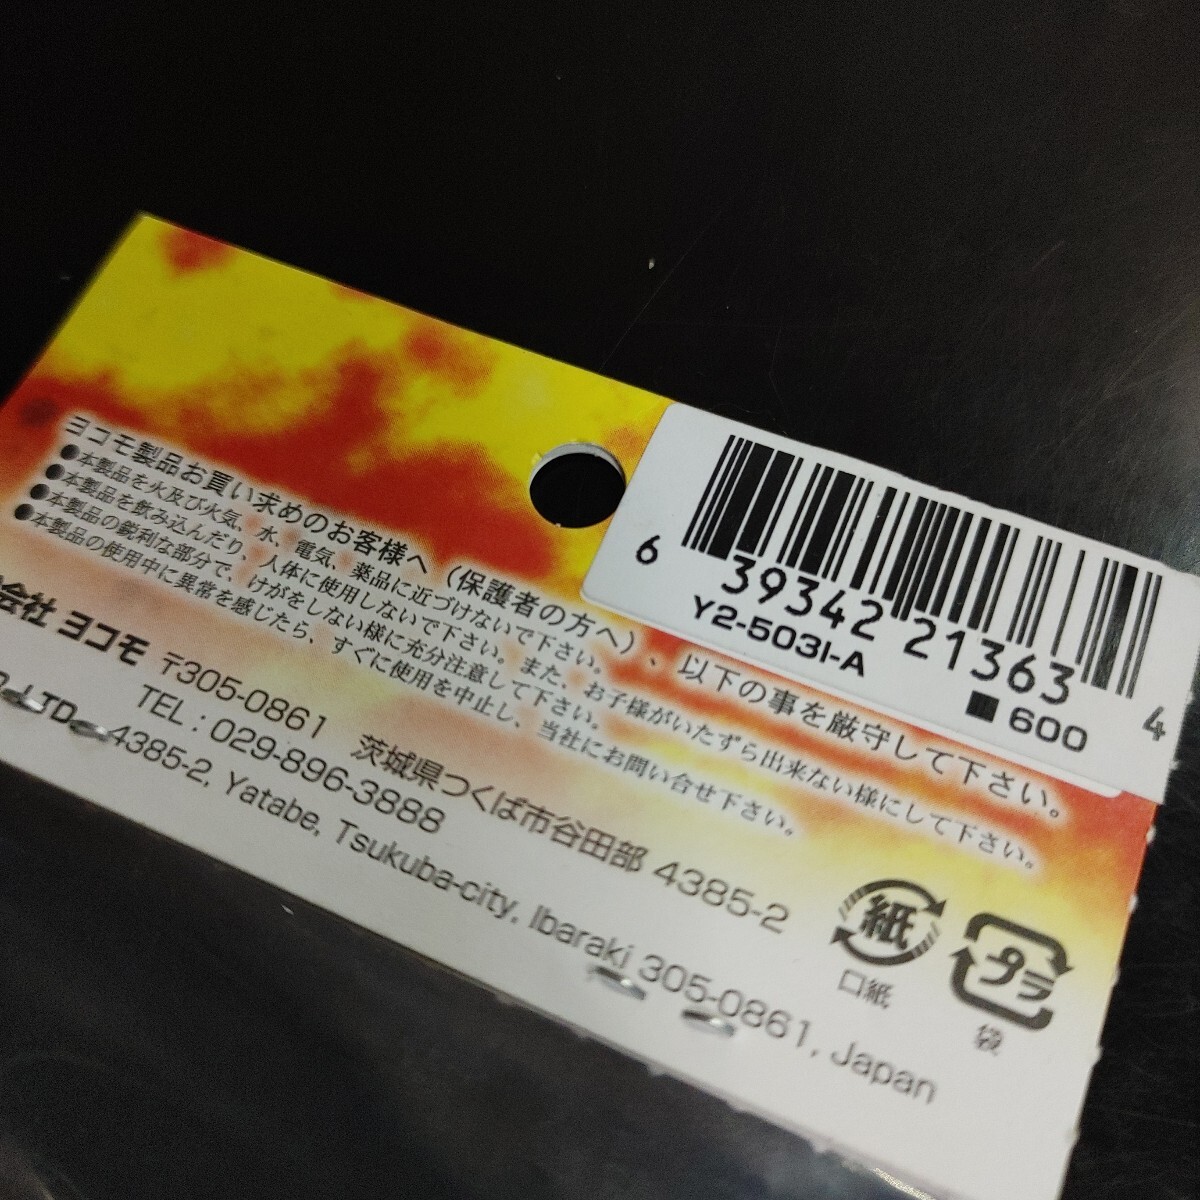 ヨコモ製品お買い求めのお客様へ（保護者の方へ）、以下の事を厳守して下さい。
●本製品を火及び火気、水、電気、薬品に近づけないで下さい。
●本製品を飲み込んだり、人体に使用しないで下さい。また、お子様がいたずら出来ない様にして下さい。
●本製品の鋭利な部分で、けがをしない様に充分注意して下さい。
●本製品の使用中に異常を感じたら、すぐに使用を中止し、当社にお問い合せ下さい。
会社 ヨコモ 〒305-0861 茨城県つくば市谷田部 4385-2
TEL : 029-896-3888
LTD. 4385-2, Yatabe, Tsukuba-city, Ibaraki 305-0861, Japan
6 39342 21363 4
Y2-503I-A
■ 600
紙
口紙
プラ
袋